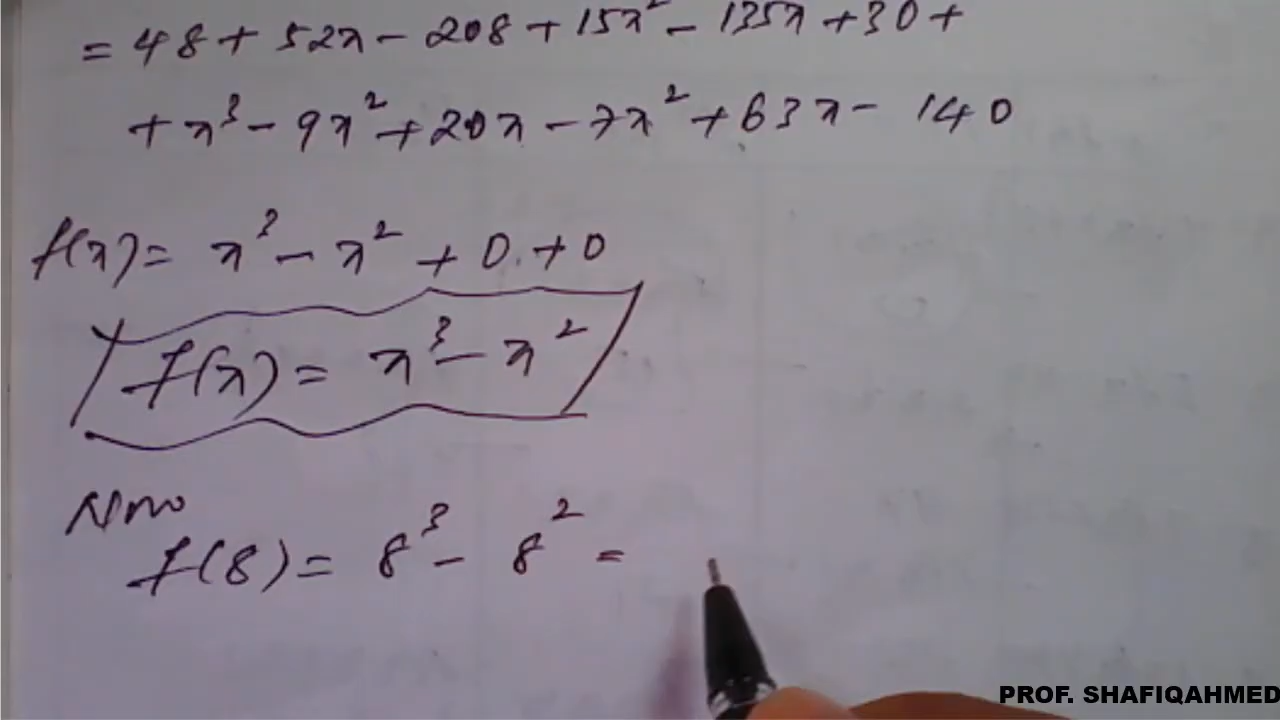 = 48 + 52x - 208 + 15x² - 135x + 30 +
+ x³ - 9x² + 20x - 7x² + 63x - 140
f(x) = x³ - x² + 0 + 0
f(x) = x³ - x²
Now
f(8) = 8³ - 8² =
PROF. SHAFIQAHMED